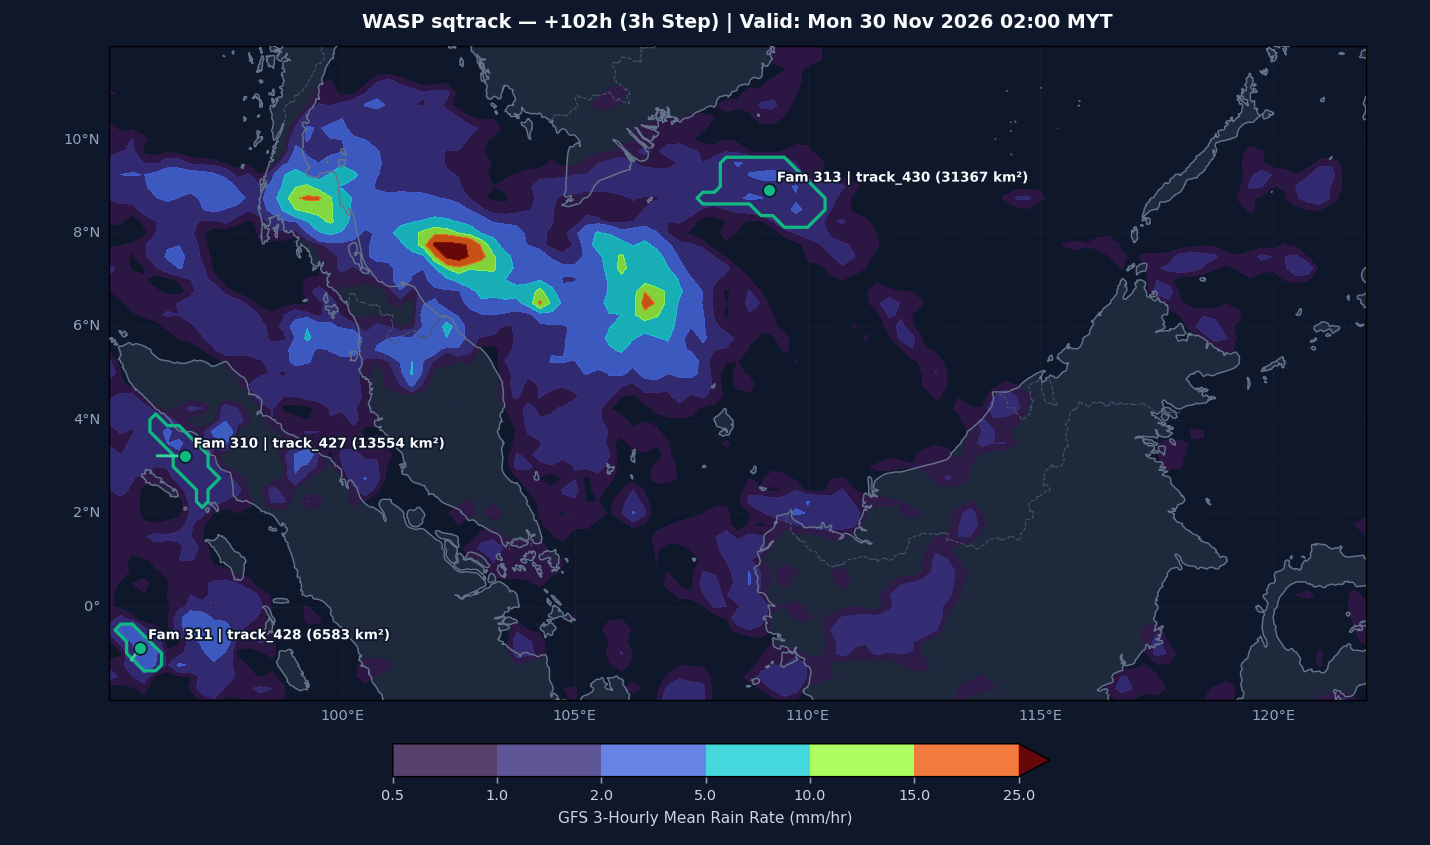 WASP sqtrack — +102h (3h Step) | Valid: Mon 30 Nov 2026 02:00 MYT
10°N
8°N
6°N
4°N
2°N
0°
Fam 313 | track_430 (31367 km²)
Fam 310 | track_427 (13554 km²)
Fam 311 | track_428 (6583 km²)
100°E 105°E 110°E 115°E 120°E
0.5 1.0 2.0 5.0 10.0 15.0 25.0
GFS 3-Hourly Mean Rain Rate (mm/hr)